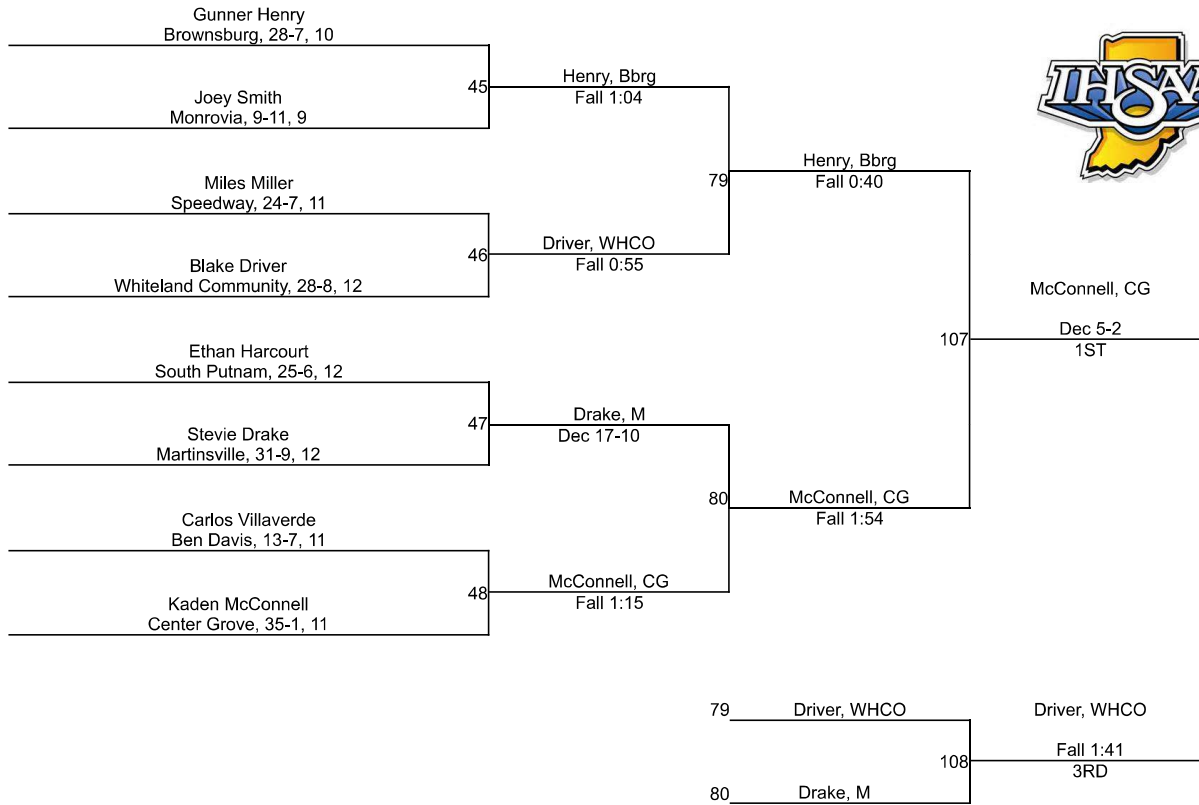 Gunner Henry
Brownsburg, 28-7, 10
45
Joey Smith
Monrovia, 9-11, 9
Henry, Bbrg
Fall 1:04
Miles Miller
Speedway, 24-7, 11
46
Blake Driver
Whiteland Community, 28-8, 12
Driver, WHCO
Fall 0:55
79
Henry, Bbrg
Fall 0:40
Ethan Harcourt
South Putnam, 25-6, 12
47
Stevie Drake
Martinsville, 31-9, 12
Drake, M
Dec 17-10
Carlos Villaverde
Ben Davis, 13-7, 11
48
Kaden McConnell
Center Grove, 35-1, 11
McConnell, CG
Fall 1:15
80
McConnell, CG
Fall 1:54
107
McConnell, CG
Dec 5-2
1ST
79 Driver, WHCO
108
80 Drake, M
Driver, WHCO
Fall 1:41
3RD
IHSAA